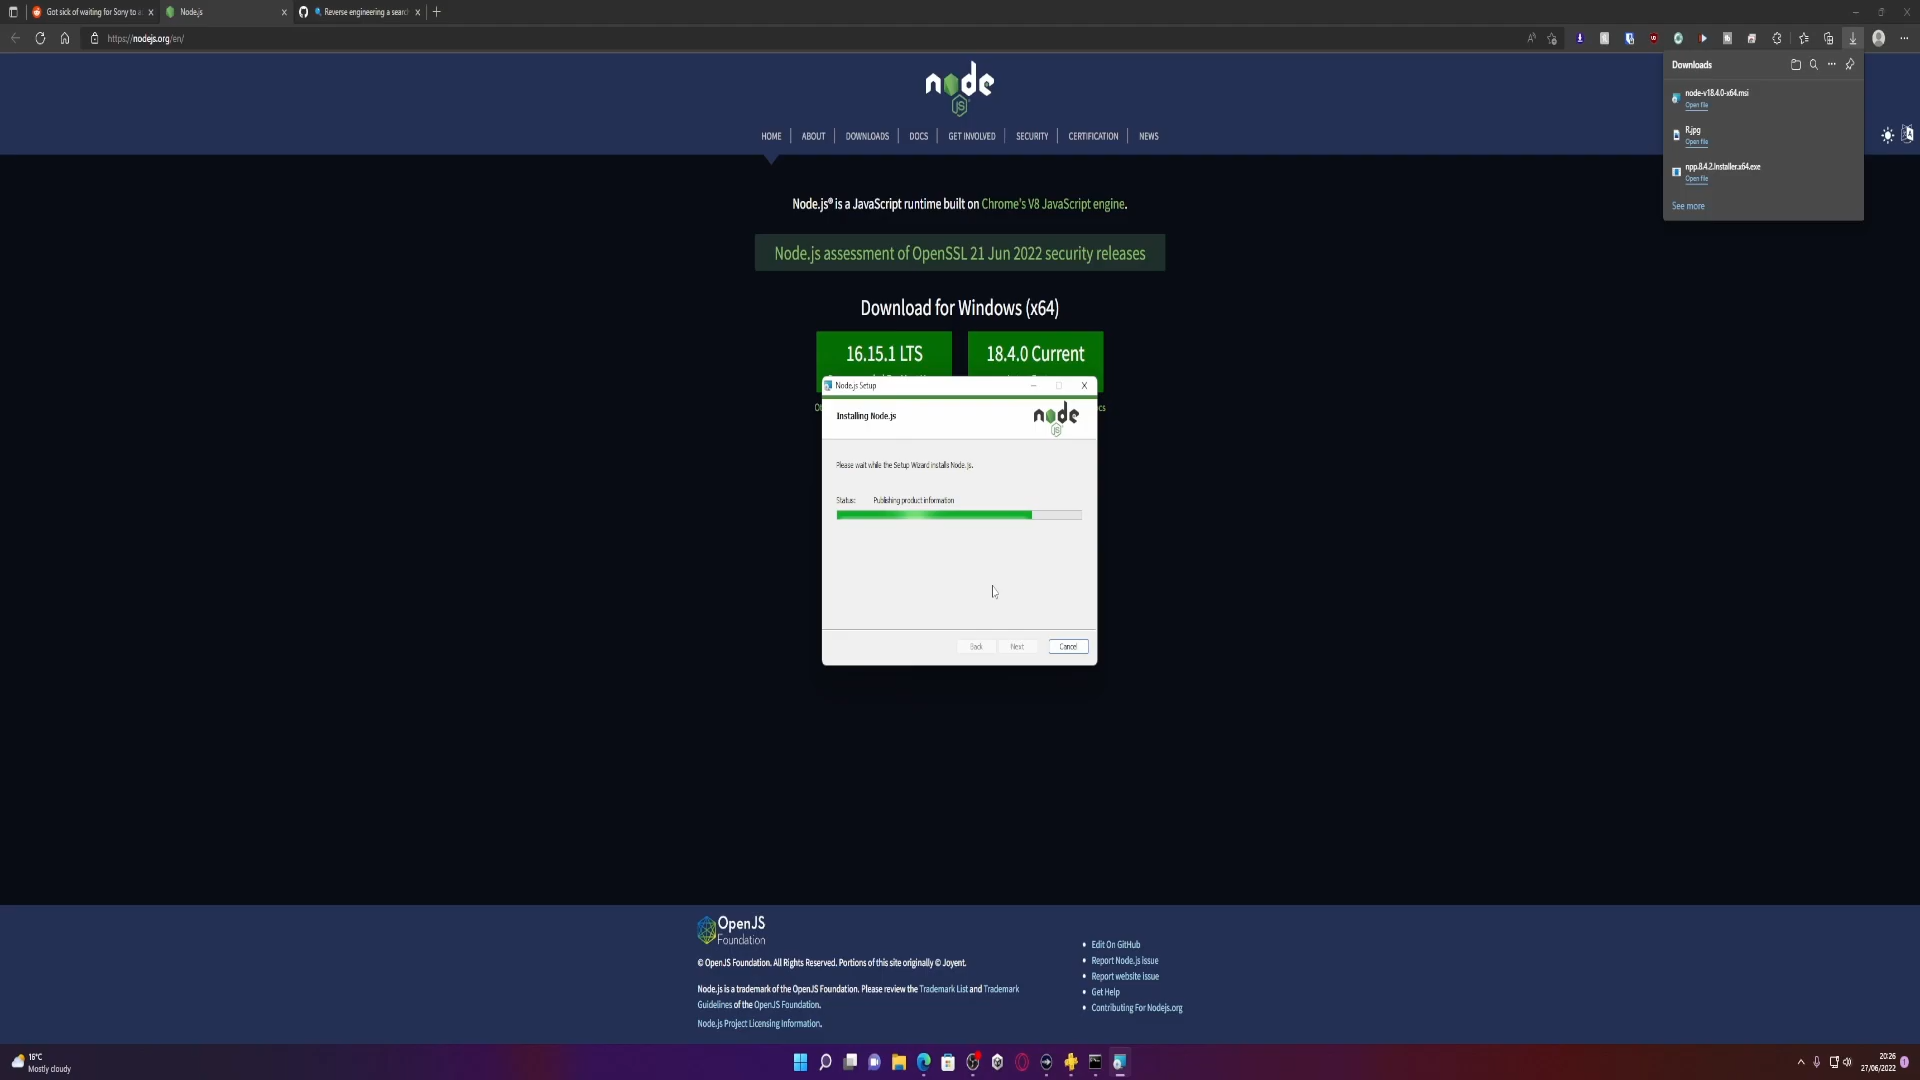 Got sick of waiting for Sony to a
Node.js
Reverse engineering a searc
https://nodejs.org/en/
node
JS
HOME
ABOUT
DOWNLOADS
DOCS
GET INVOLVED
SECURITY
CERTIFICATION
NEWS
Downloads
node-v18.4.0-x64.msi
Open file
R.jpg
Open file
npp.8.4.2.Installer.x64.exe
Open file
See more
Node.js® is a JavaScript runtime built on Chrome's V8 JavaScript engine.
Node.js assessment of OpenSSL 21 Jun 2022 security releases
Download for Windows (x64)
16.15.1 LTS
18.4.0 Current
Node.js Setup
Installing Node.js
node
JS
Please wait while the Setup Wizard installs Node.js.
Status: Publishing product information
Back
Next
Cancel
OpenJS
Foundation
© OpenJS Foundation. All Rights Reserved. Portions of this site originally © Joyent.
Node.js is a trademark of the OpenJS Foundation. Please review the Trademark List and Trademark
Guidelines of the OpenJS Foundation.
Node.js Project Licensing Information.
Edit On GitHub
Report Node.js issue
Report website issue
Get Help
Contributing For Nodejs.org
16°C
Mostly cloudy
20:26
27/06/2022